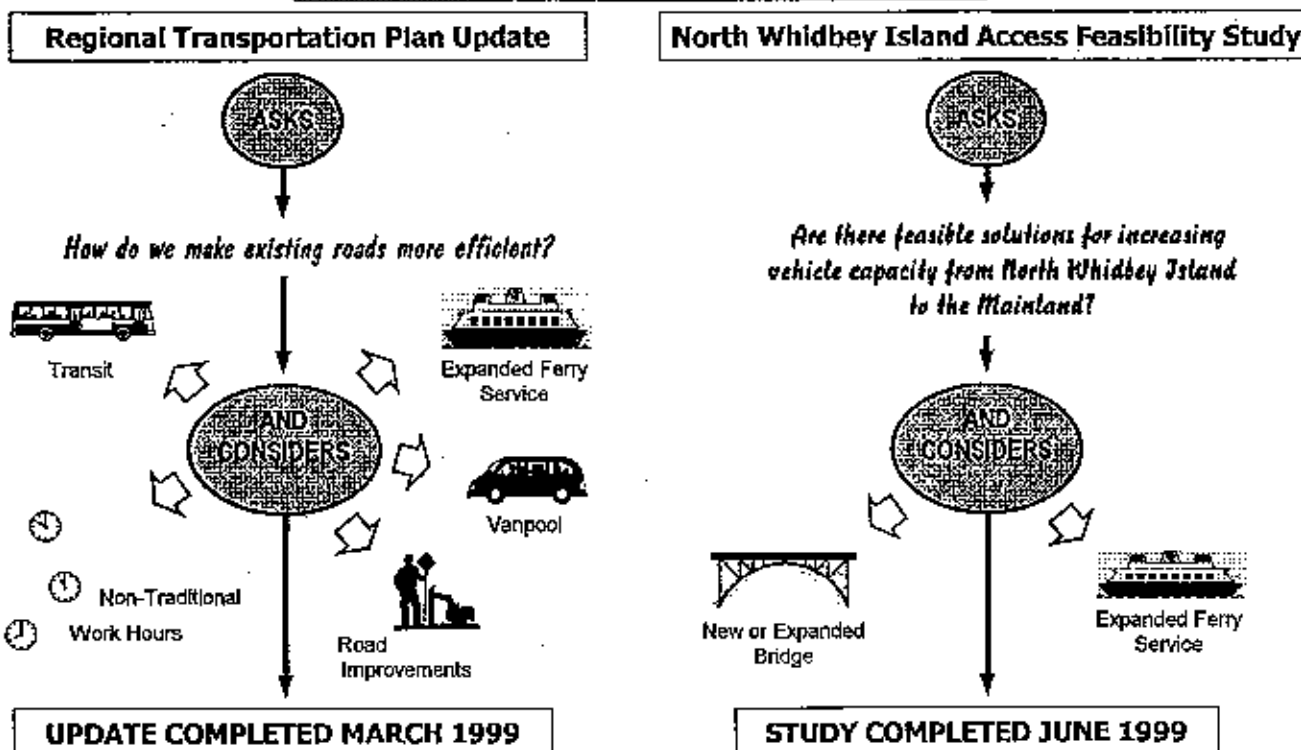 Regional Transportation Plan Update
ASKS
How do we make existing roads more efficient?
Transit
Expanded Ferry
Service
AND
CONSIDERS
Vanpool
Non-Traditional
Work Hours
Road
Improvements
UPDATE COMPLETED MARCH 1999
North Whidbey Island Access Feasibility Study
ASKS
Are there feasible solutions for increasing
vehicle capacity from North Whidbey Island
to the Mainland?
AND
CONSIDERS
New or Expanded
Bridge
Expanded Ferry
Service
STUDY COMPLETED JUNE 1999